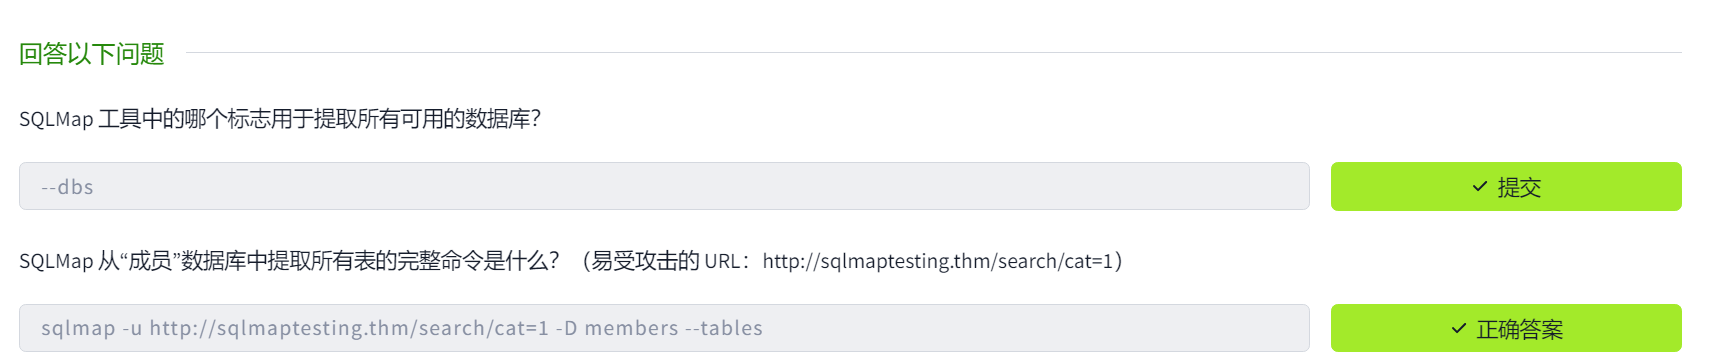 回答以下问题
SQLMap 工具中的哪个标志用于提取所有可用的数据库？
--dbs
提交
SQLMap 从“成员”数据库中提取所有表的完整命令是什么？（易受攻击的 URL：http://sqlmaptesting.thm/search/cat=1）
sqlmap -u http://sqlmaptesting.thm/search/cat=1 -D members --tables
正确答案